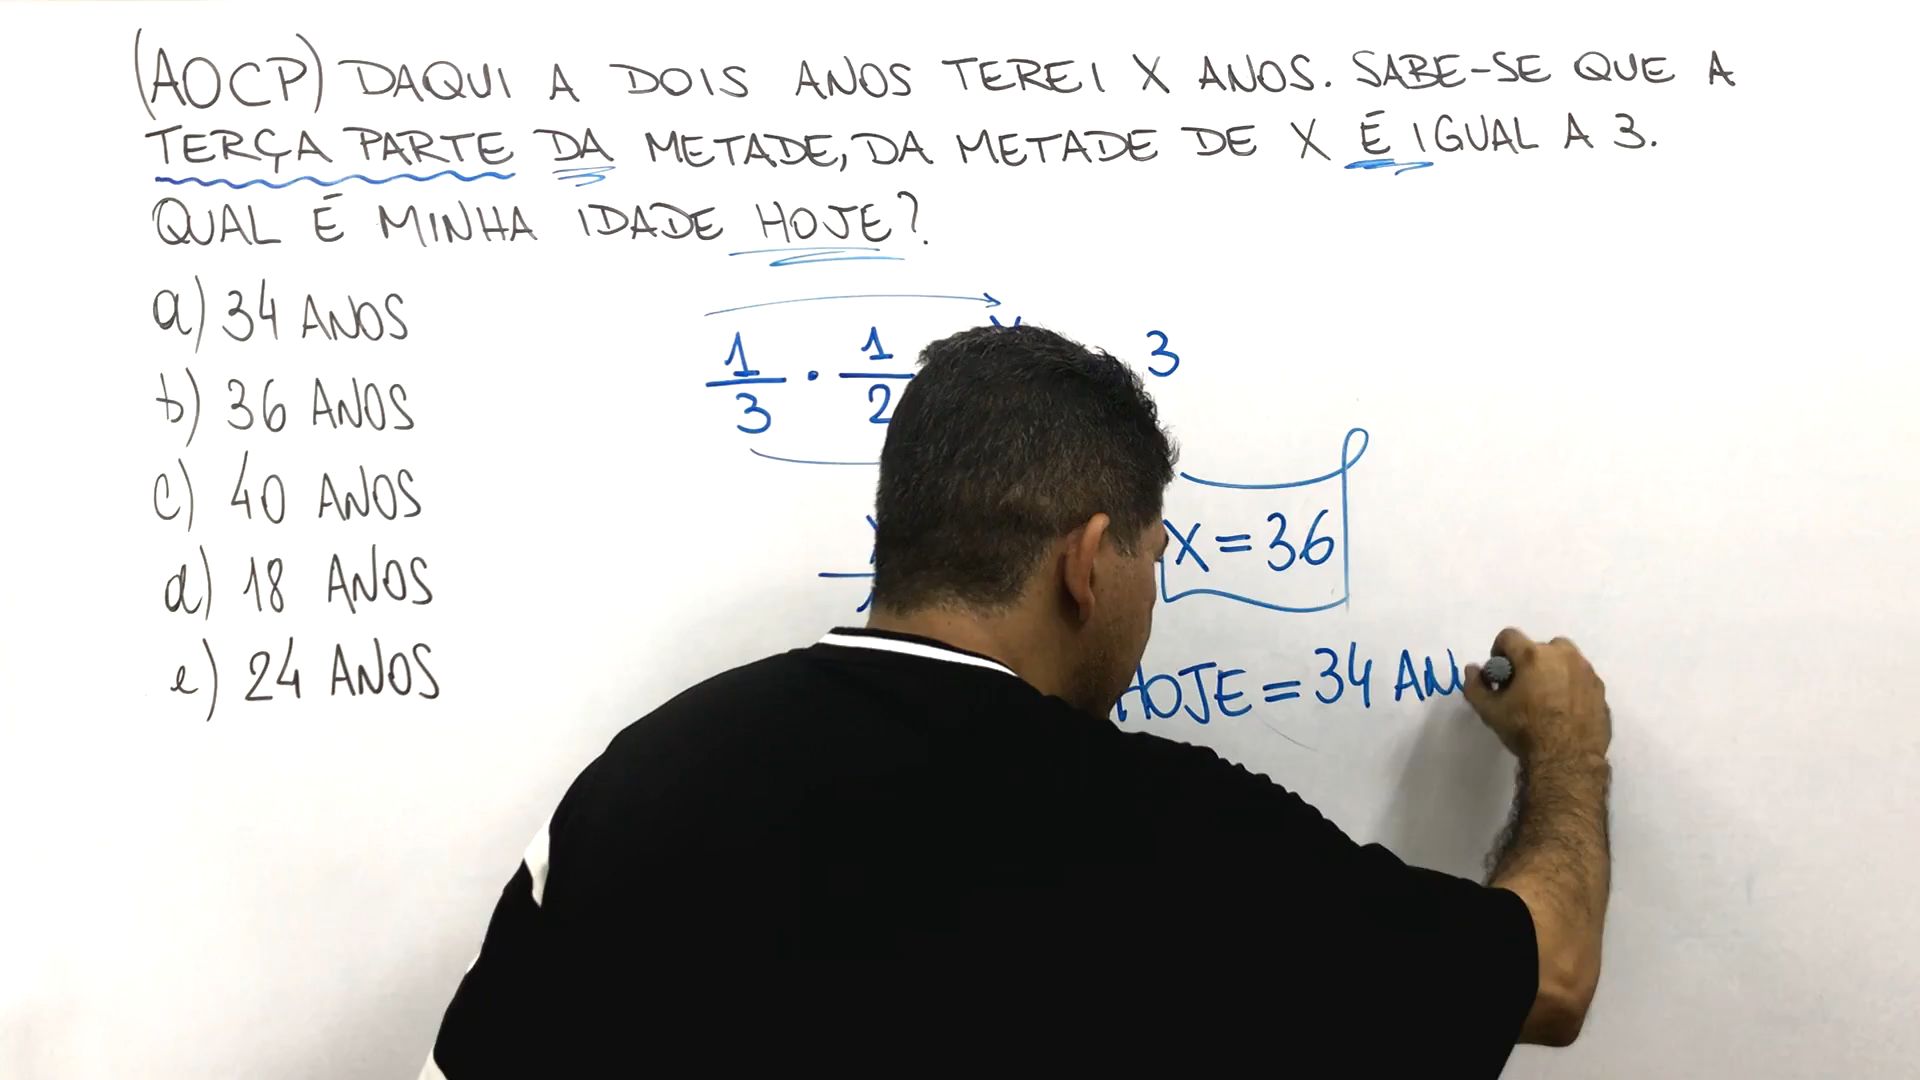 (AOCP) DAQUI A DOIS ANOS TEREI X ANOS. SABE-SE QUE A
TERÇA PARTE DA METADE, DA METADE DE X É IGUAL A 3.
QUAL É MINHA IDADE HOJE?
a) 34 ANOS
b) 36 ANOS
c) 40 ANOS
d) 18 ANOS
e) 24 ANOS
1/3 · 1/2 3
X = 36
HOJE = 34 AN